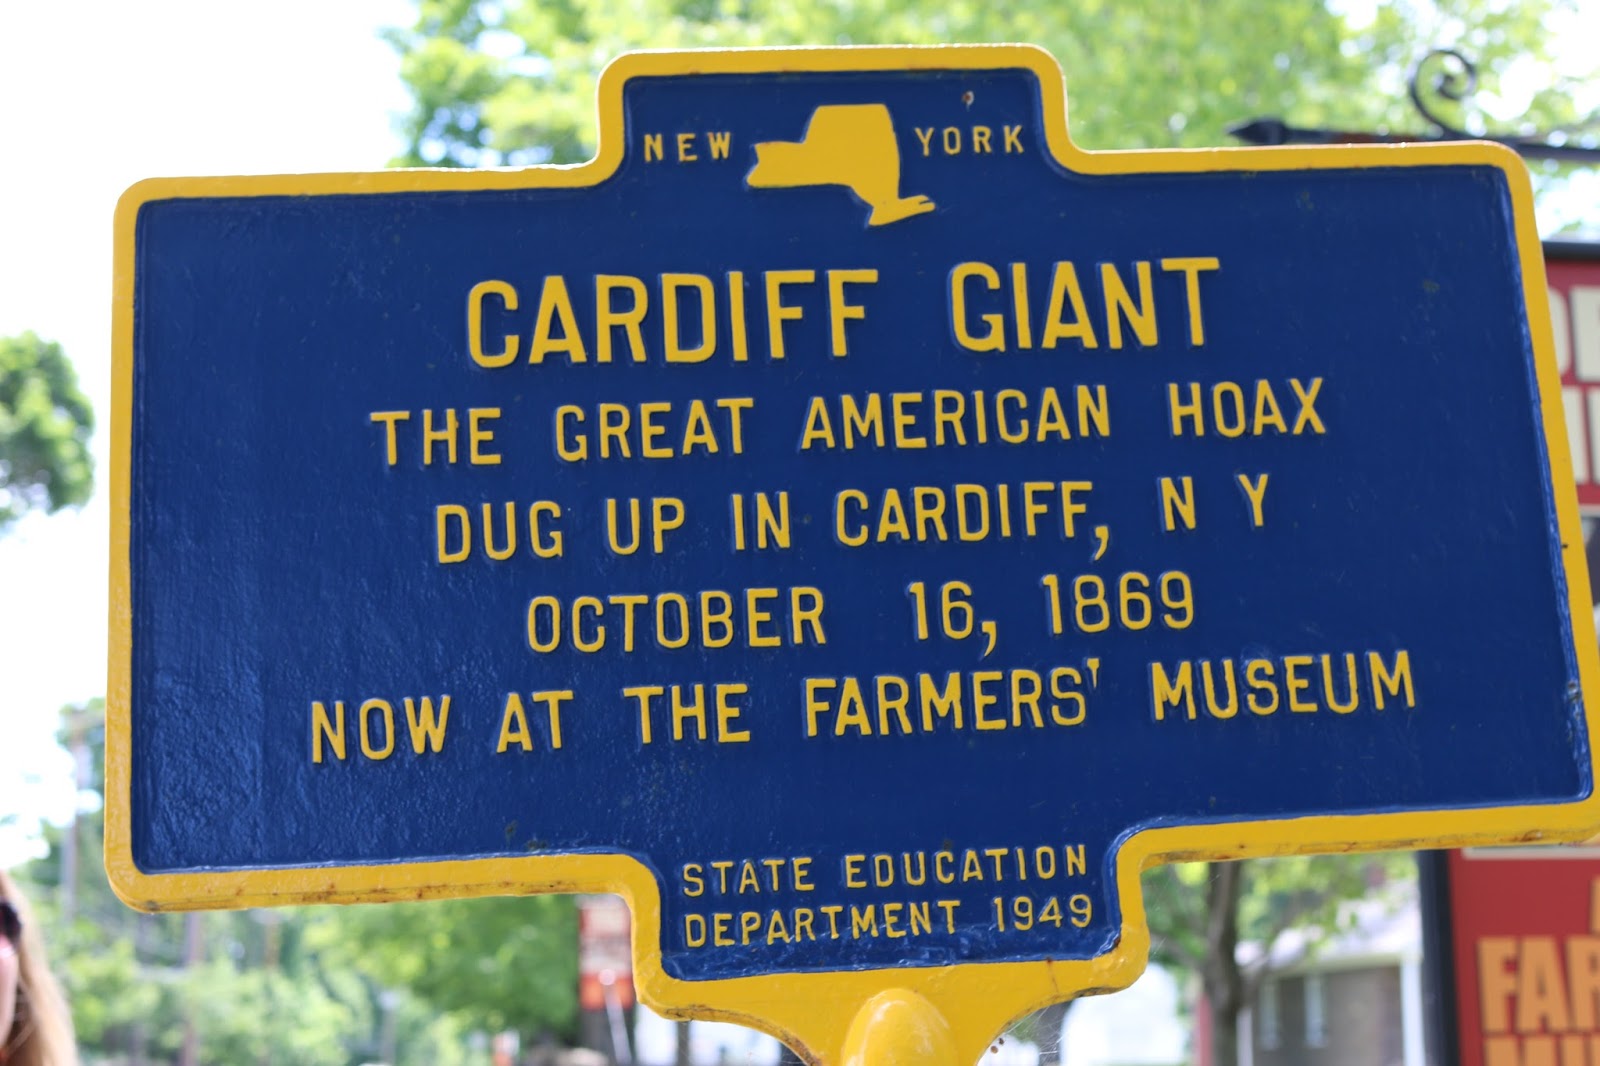 NEW YORK
CARDIFF GIANT
THE GREAT AMERICAN HOAX
DUG UP IN CARDIFF, N Y
OCTOBER 16, 1869
NOW AT THE FARMERS' MUSEUM
STATE EDUCATION
DEPARTMENT 1949